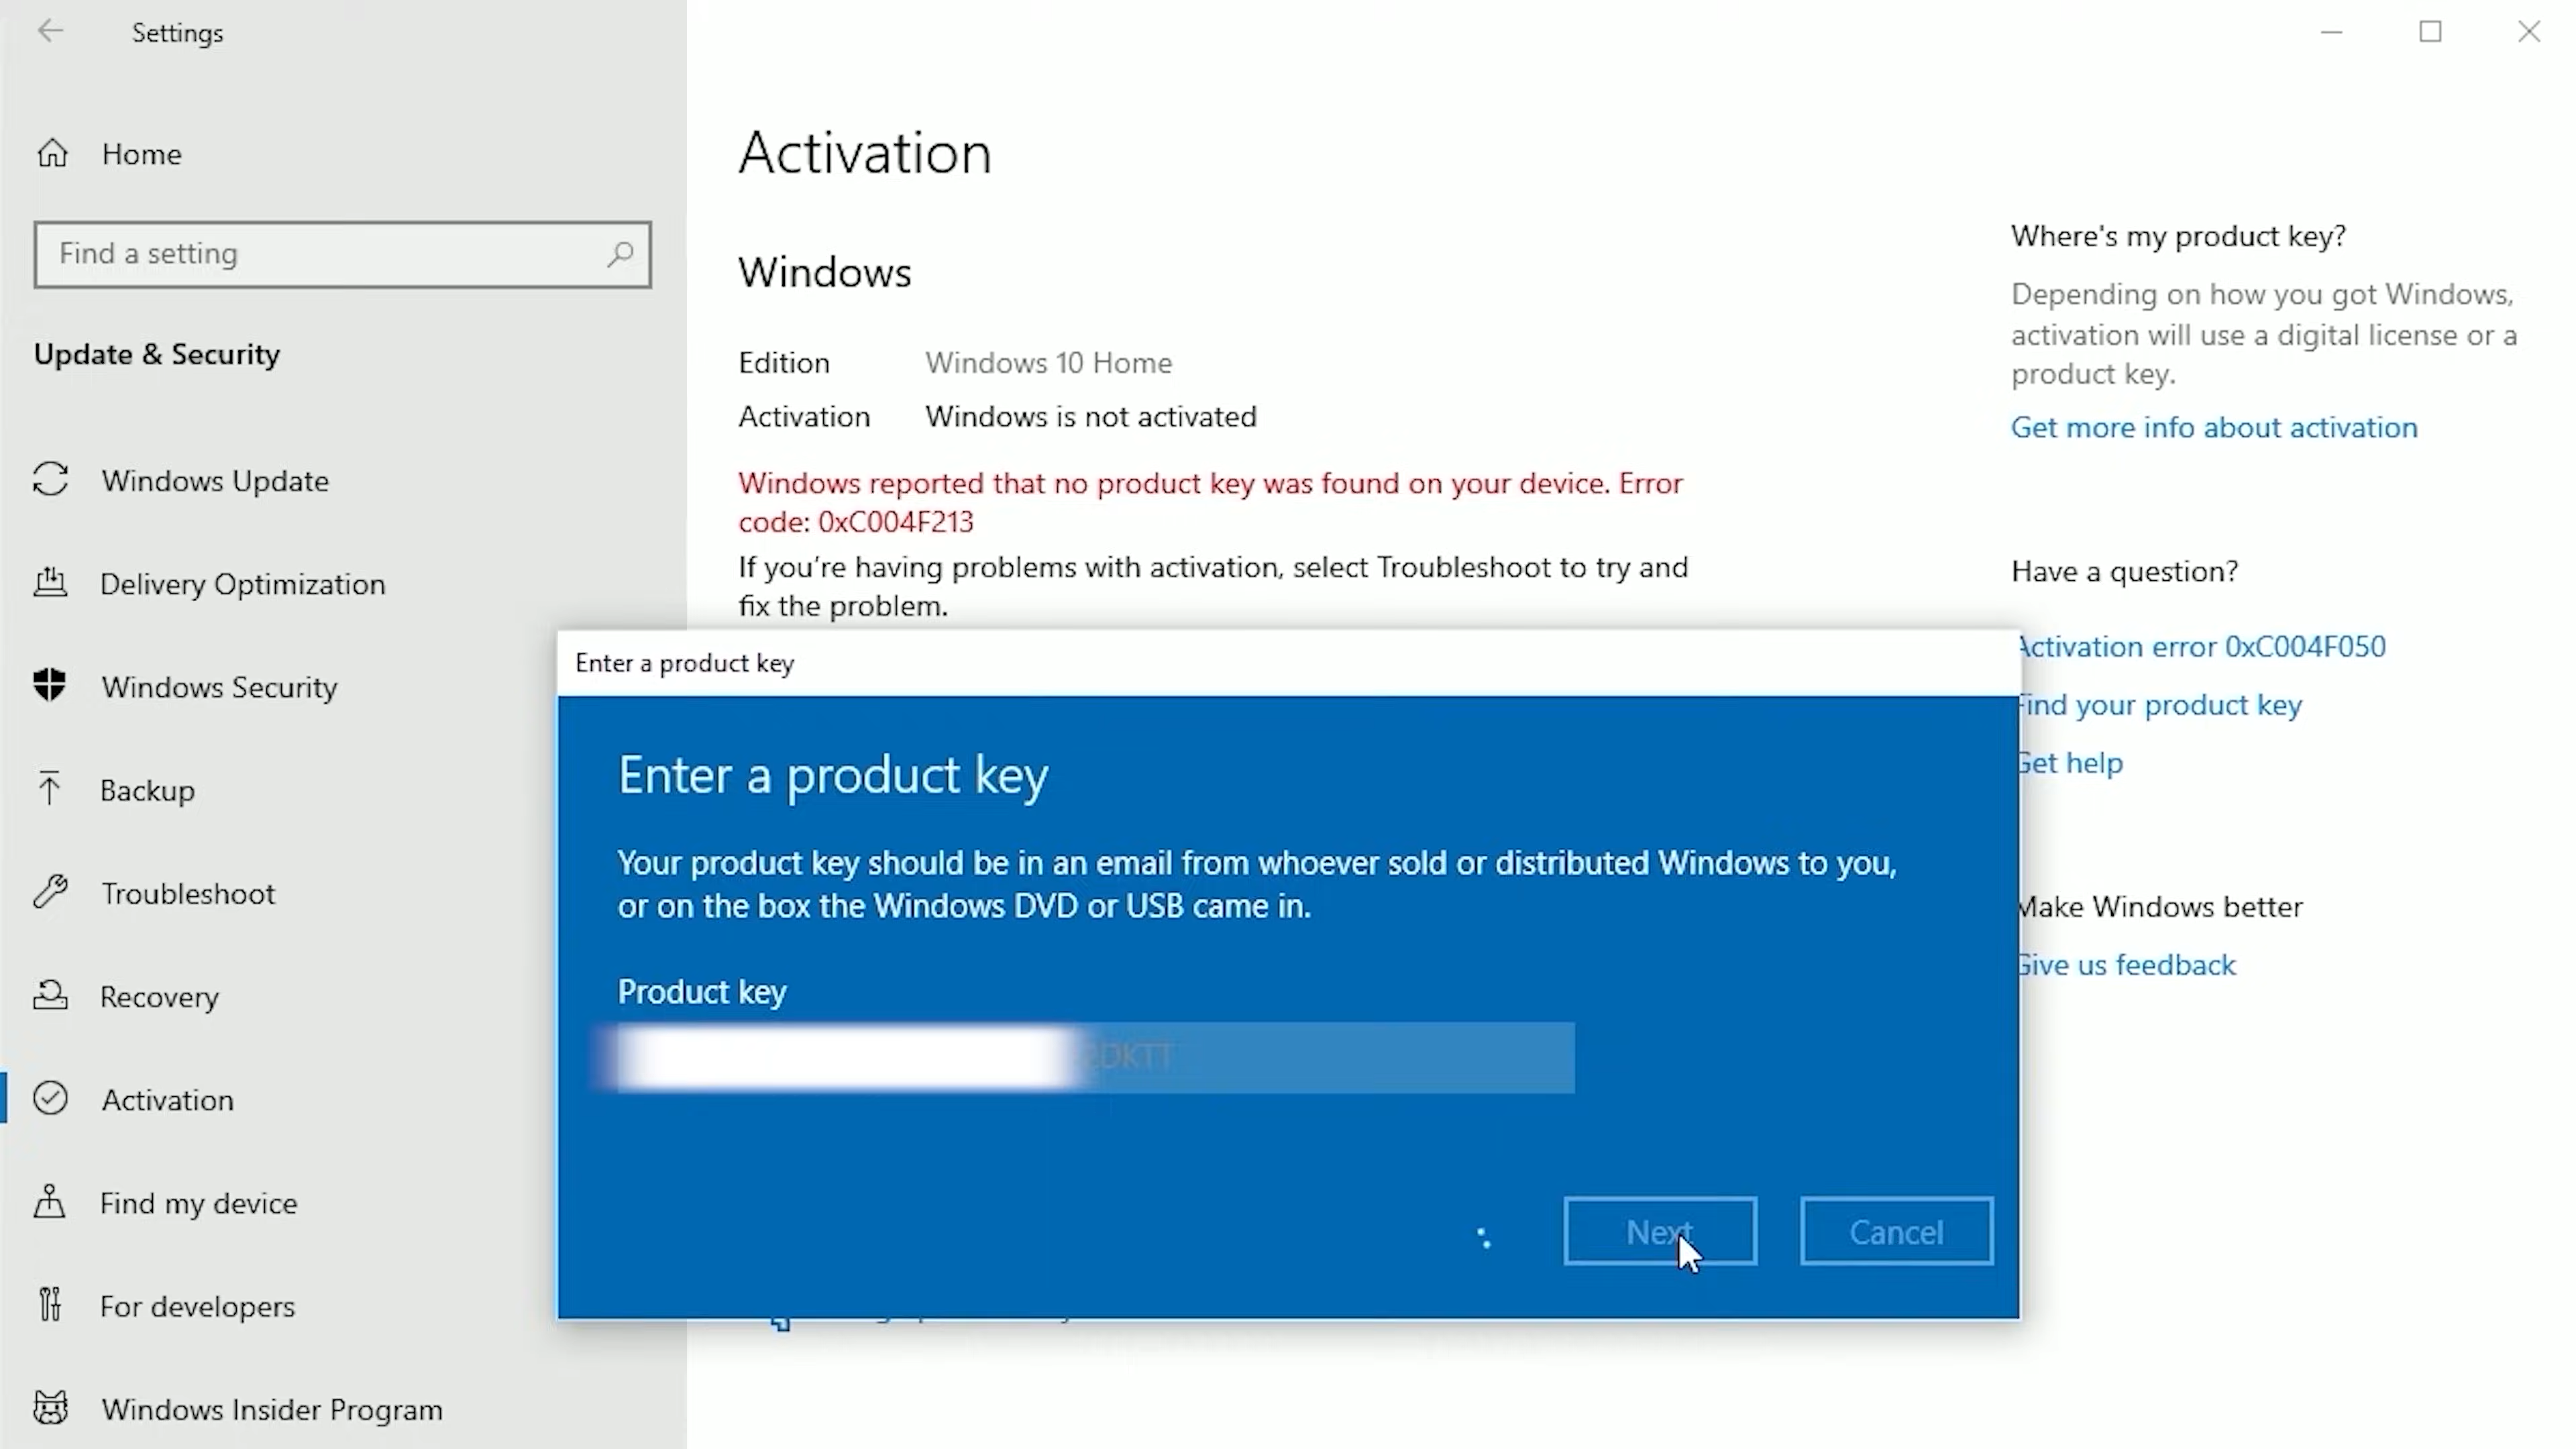 Settings
Home
Find a setting
Update & Security
Windows Update
Delivery Optimization
Windows Security
Backup
Troubleshoot
Recovery
Activation
Find my device
For developers
Windows Insider Program
Activation
Windows
Edition Windows 10 Home
Activation Windows is not activated
Windows reported that no product key was found on your device. Error
code: 0xC004F213
If you're having problems with activation, select Troubleshoot to try and
fix the problem.
Enter a product key
Enter a product key
Your product key should be in an email from whoever sold or distributed Windows to you,
or on the box the Windows DVD or USB came in.
Product key
Next
Cancel
Where's my product key?
Depending on how you got Windows,
activation will use a digital license or a
product key.
Get more info about activation
Have a question?
Activation error 0xC004F050
Find your product key
Get help
Make Windows better
Give us feedback